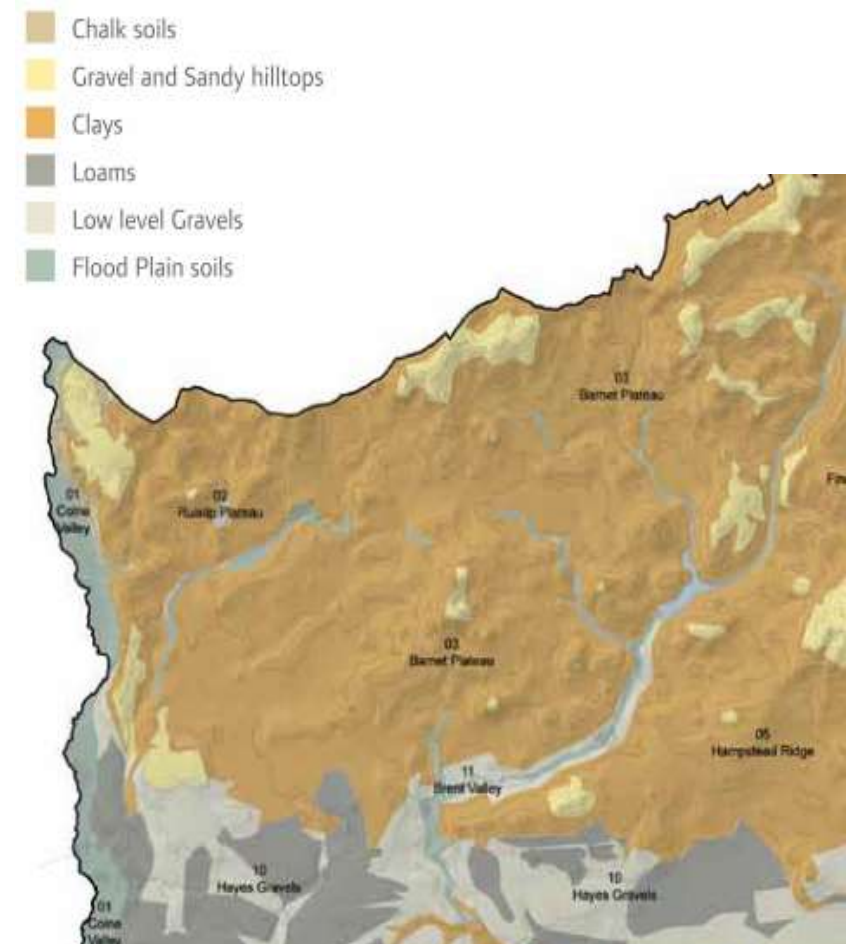 Chalk soils
Gravel and Sandy hilltops
Clays
Loams
Low level Gravels
Flood Plain soils
03
Barnet Plateau
01
Colne
Valley
02
Ruislip Plateau
03
Barnet Plateau
05
Hampstead Ridge
11
Brent Valley
10
Hayes Gravels
10
Hayes Gravels
01
Colne
Valley